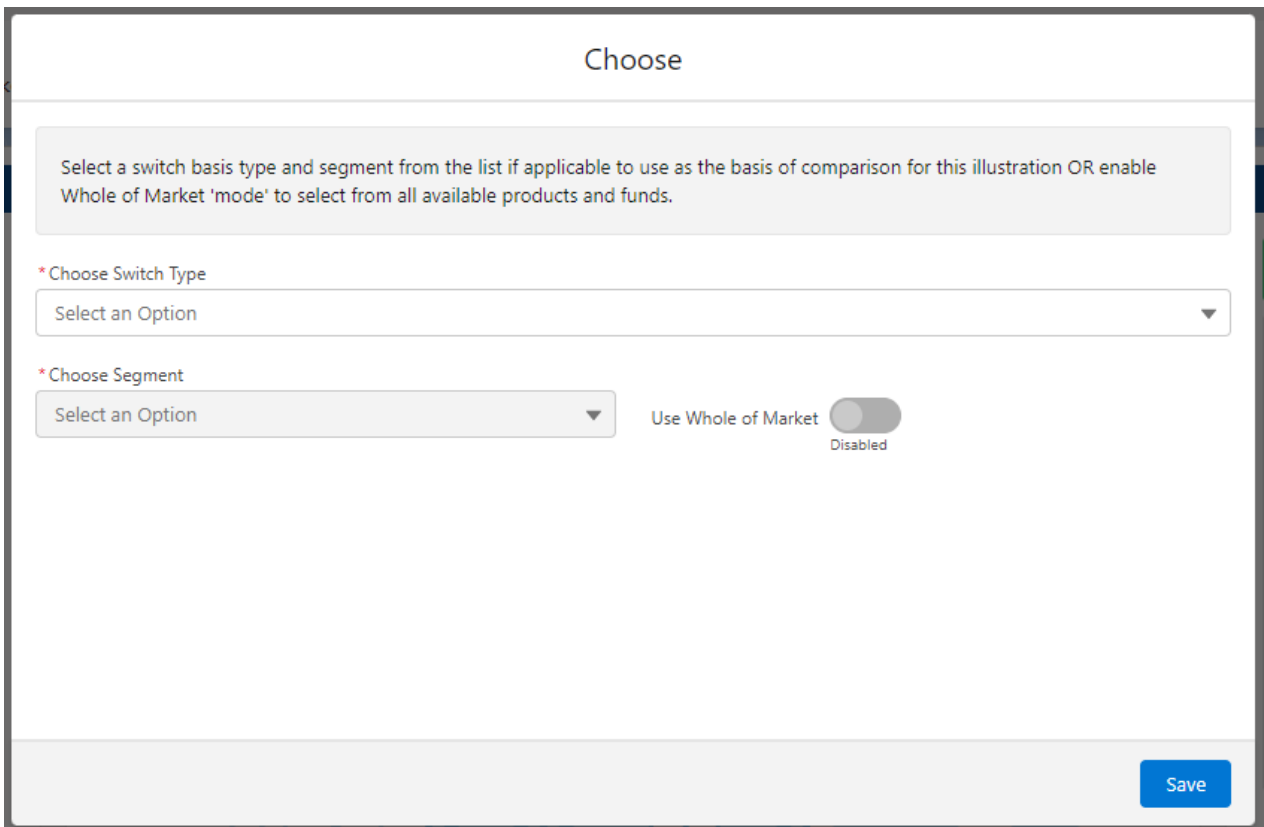 Choose
Select a switch basis type and segment from the list if applicable to use as the basis of comparison for this illustration OR enable
Whole of Market 'mode' to select from all available products and funds.
*Choose Switch Type
Select an Option
*Choose Segment
Select an Option
Use Whole of Market
Disabled
Save